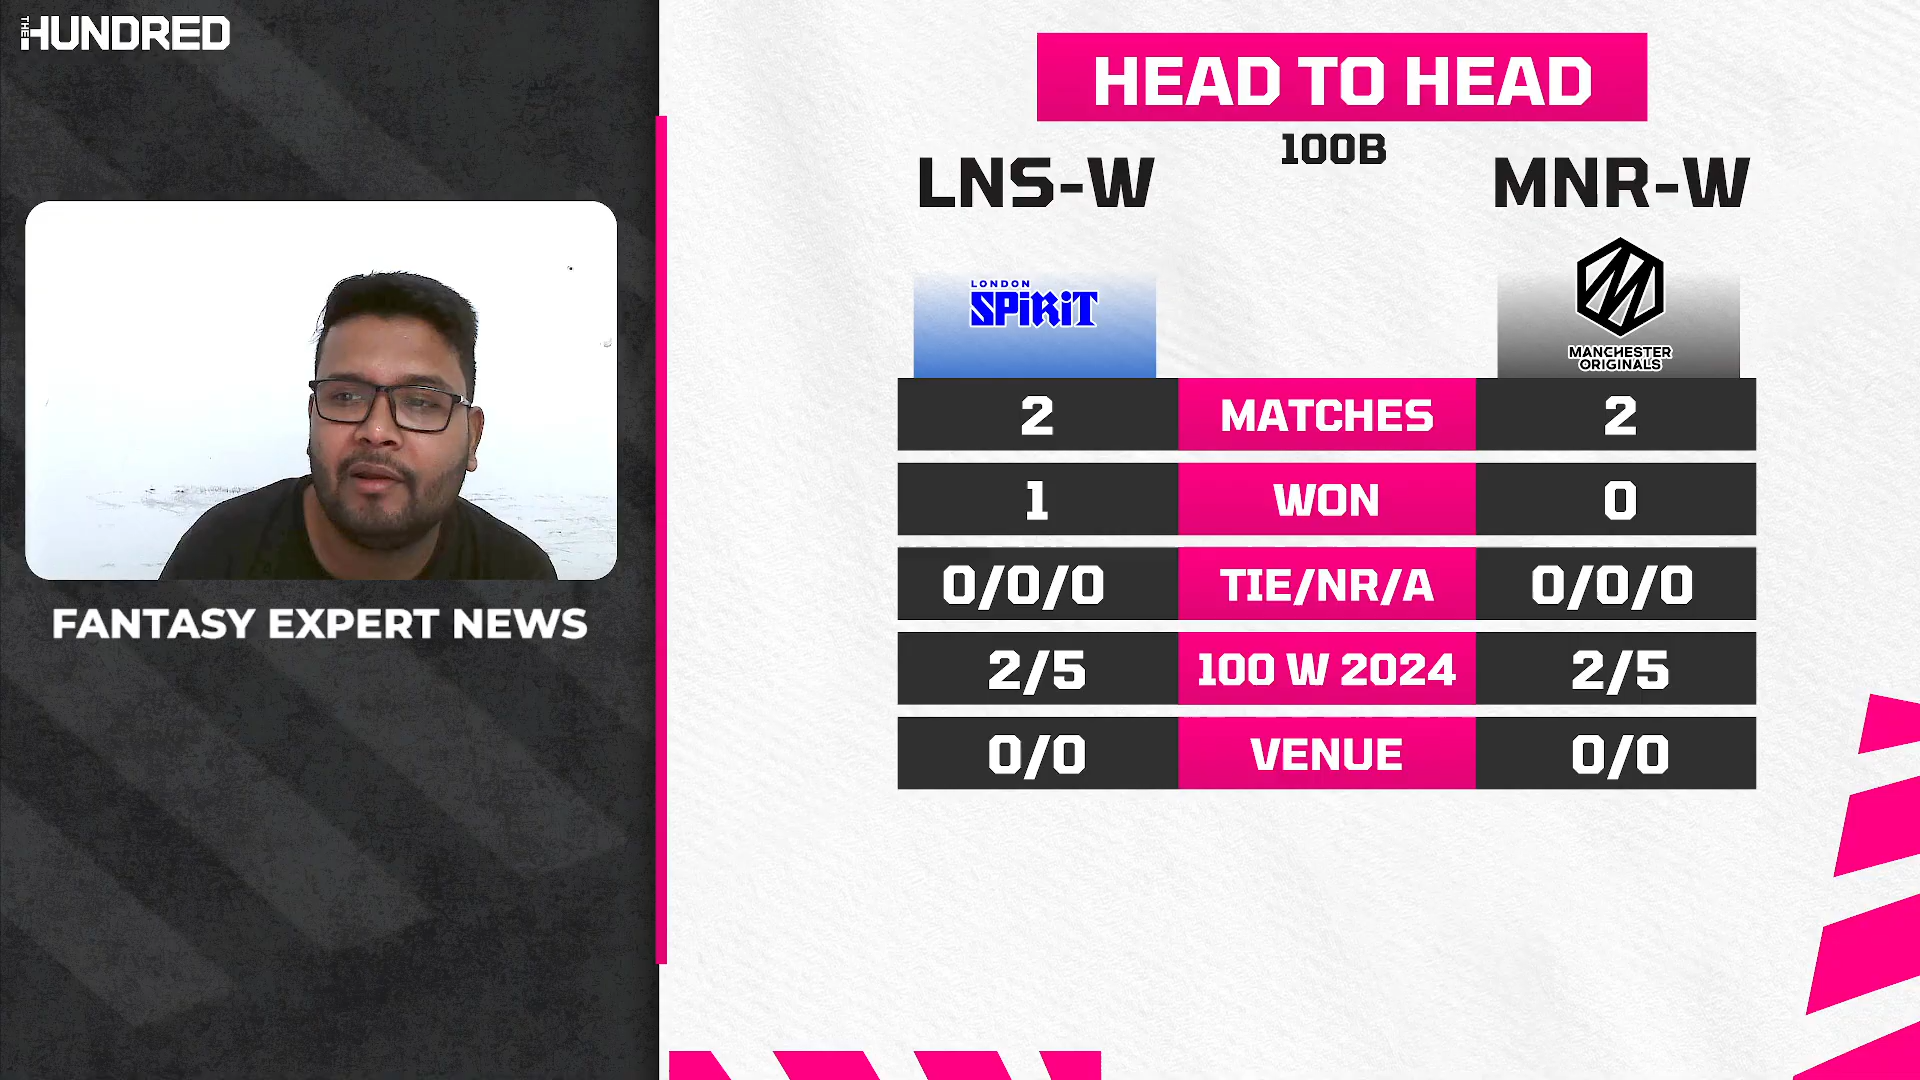 THE HUNDRED
HEAD TO HEAD
100B
LNS-W
MNR-W
LONDON
SPIRIT
MANCHESTER
ORIGINALS
2 MATCHES 2
1 WON 0
0/0/0 TIE/NR/A 0/0/0
2/5 100 W 2024 2/5
0/0 VENUE 0/0
FANTASY EXPERT NEWS